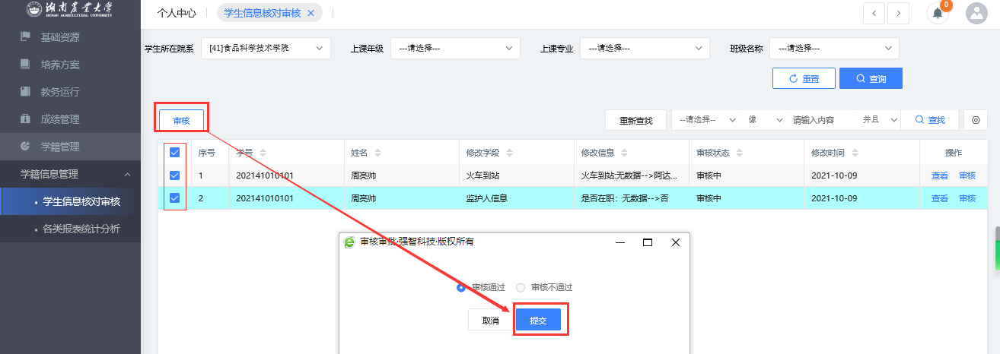 湖南农业大学
HUNAN AGRICULTURAL UNIVERSITY
个人中心 学生信息核对审核 ×
0
基础资源
培养方案
教务运行
成绩管理
学籍管理
学籍信息管理
学生信息核对审核
各类报表统计分析
学生所在院系 [41]食品科学技术学院 上课年级 ---请选择--- 上课专业 ---请选择--- 班级名称 ---请选择---
重置 查询
审核 重新查找 --请选择-- 像 请输入内容 并且 查找
序号 学号 姓名 修改字段 修改信息 审核状态 修改时间 操作
1 202141010101 周亮帅 火车到站 火车到站:无数据-->阿达... 审核中 2021-10-09 查看 审核
2 202141010101 周亮帅 监护人信息 是否在职：无数据-->否 审核中 2021-10-09 查看 审核
审核审批·强智科技·版权所有
审核通过 审核不通过
取消 提交